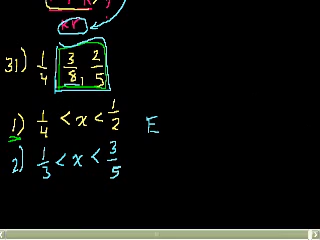 31) 1/4 3/8, 2/5
1) 1/4 < x < 1/2 E
2) 1/3 < x < 3/5